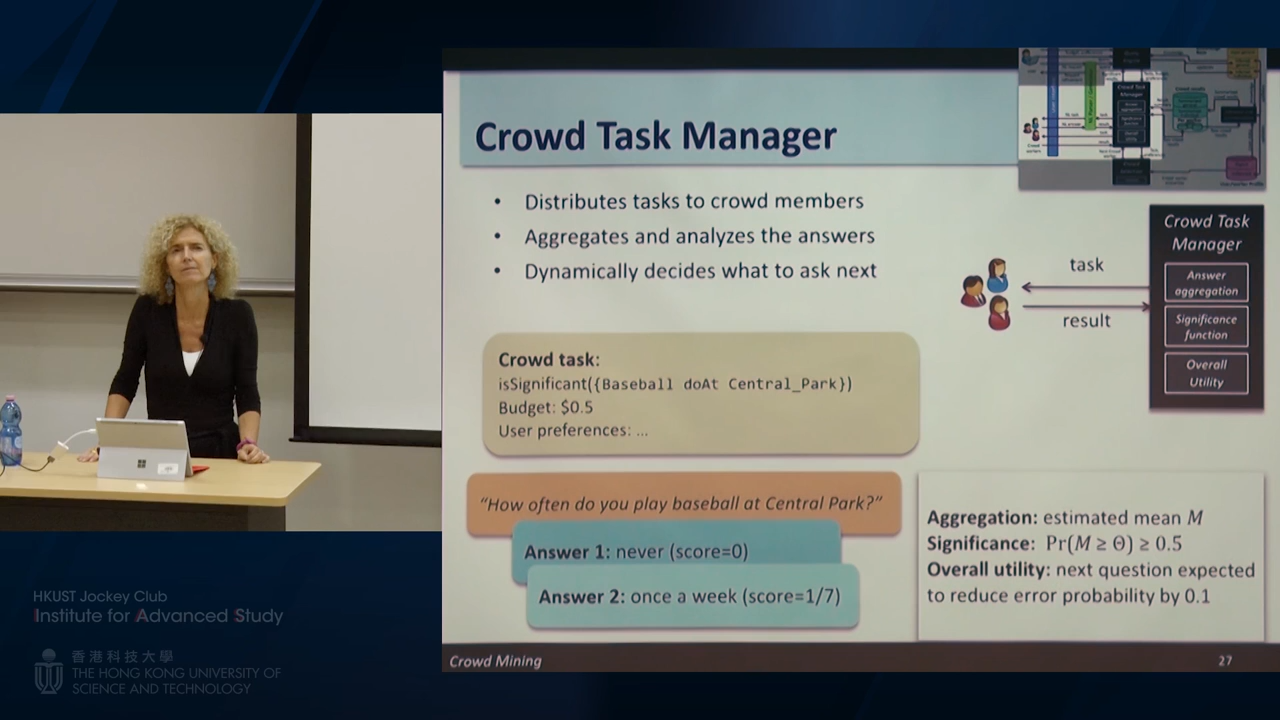 Crowd Task Manager
Crowd Task
Manager
• Distributes tasks to crowd members
• Aggregates and analyzes the answers
• Dynamically decides what to ask next
task
result
Crowd Task
Manager
Answer
aggregation
Significance
function
Overall
Utility
Crowd task:
isSignificant({Baseball doAt Central_Park})
Budget: $0.5
User preferences: ...
“How often do you play baseball at Central Park?”
Answer 1: never (score=0)
Answer 2: once a week (score=1/7)
Aggregation: estimated mean M
Significance: Pr(M ≥ Θ) ≥ 0.5
Overall utility: next question expected
to reduce error probability by 0.1
Crowd Mining
27
HKUST Jockey Club
Institute for Advanced Study
香港科技大學
THE HONG KONG UNIVERSITY OF
SCIENCE AND TECHNOLOGY